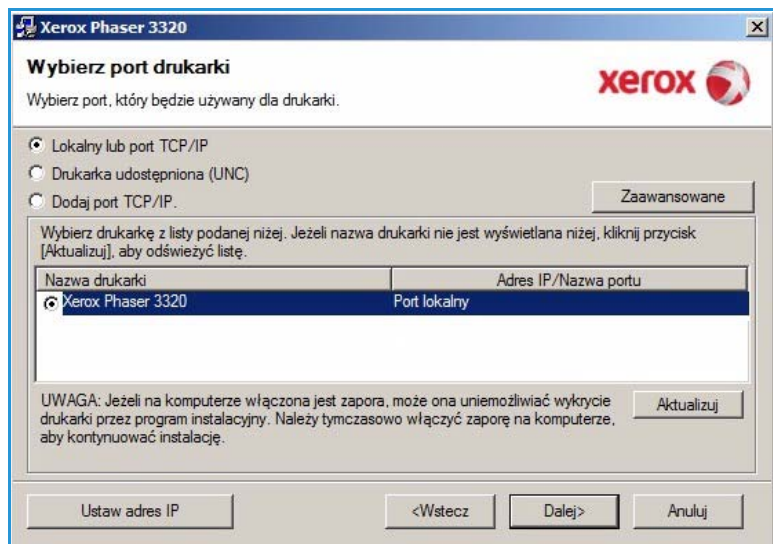 Xerox Phaser 3320
Wybierz port drukarki
Wybierz port, który będzie używany dla drukarki.
xerox
Lokalny lub port TCP/IP
Drukarka udostępniona (UNC)
Dodaj port TCP/IP.
Zaawansowane
Wybierz drukarkę z listy podanej niżej. Jeżeli nazwa drukarki nie jest wyświetlana niżej, kliknij przycisk
[Aktualizuj], aby odświeżyć listę.
Nazwa drukarki Adres IP/Nazwa portu
Xerox Phaser 3320 Port lokalny
UWAGA: Jeżeli na komputerze włączona jest zapora, może ona uniemożliwiać wykrycie
drukarki przez program instalacyjny. Należy tymczasowo włączyć zaporę na komputerze,
aby kontynuować instalację.
Aktualizuj
Ustaw adres IP <Wstecz Dalej> Anuluj